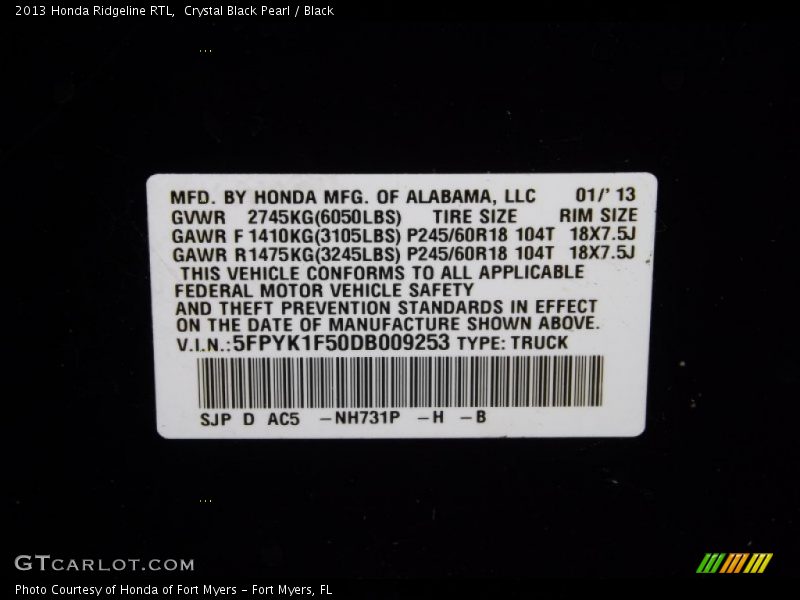 2013 Honda Ridgeline RTL,  Crystal Black Pearl / Black
MFD. BY HONDA MFG. OF ALABAMA, LLC 01/' 13
GVWR 2745KG(6050LBS) TIRE SIZE RIM SIZE
GAWR F 1410KG(3105LBS) P245/60R18 104T 18X7.5J
GAWR R1475KG(3245LBS) P245/60R18 104T 18X7.5J
THIS VEHICLE CONFORMS TO ALL APPLICABLE
FEDERAL MOTOR VEHICLE SAFETY
AND THEFT PREVENTION STANDARDS IN EFFECT
ON THE DATE OF MANUFACTURE SHOWN ABOVE.
V.I.N.:5FPYK1F50DB009253 TYPE: TRUCK
SJP D AC5 –NH731P –H –B
GTCARLOT.COM
Photo Courtesy of Honda of Fort Myers – Fort Myers, FL